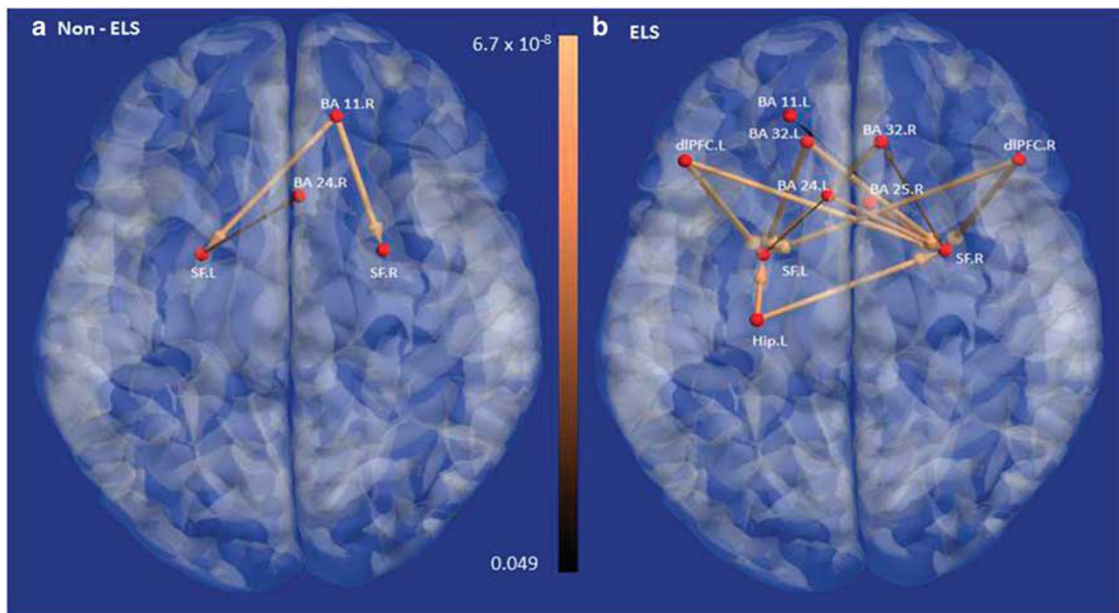 a Non - ELS
BA 11.R
BA 24.R
SF.L
SF.R
6.7 x 10⁻⁸
0.049
b ELS
BA 11.L
BA 32.L
BA 32.R
dlPFC.L
dlPFC.R
BA 24.L
BA 25.R
SF.L
SF.R
Hip.L